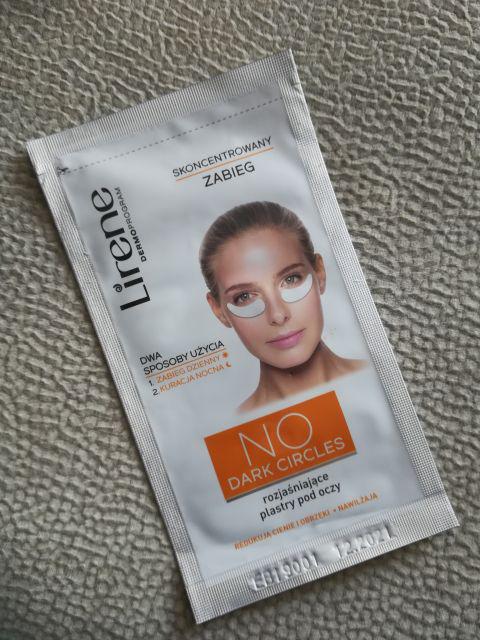 Lirene
DERMOPROGRAM
SKONCENTROWANY
ZABIEG
DWA
SPOSOBY UŻYCIA
1. ZABIEG DZIENNY
2. KURACJA NOCNA
NO
DARK CIRCLES
rozjaśniające
plastry pod oczy
REDUKUJĄ CIENIE I OBRZĘKI • NAWILŻAJĄ
EB19001 12.2021